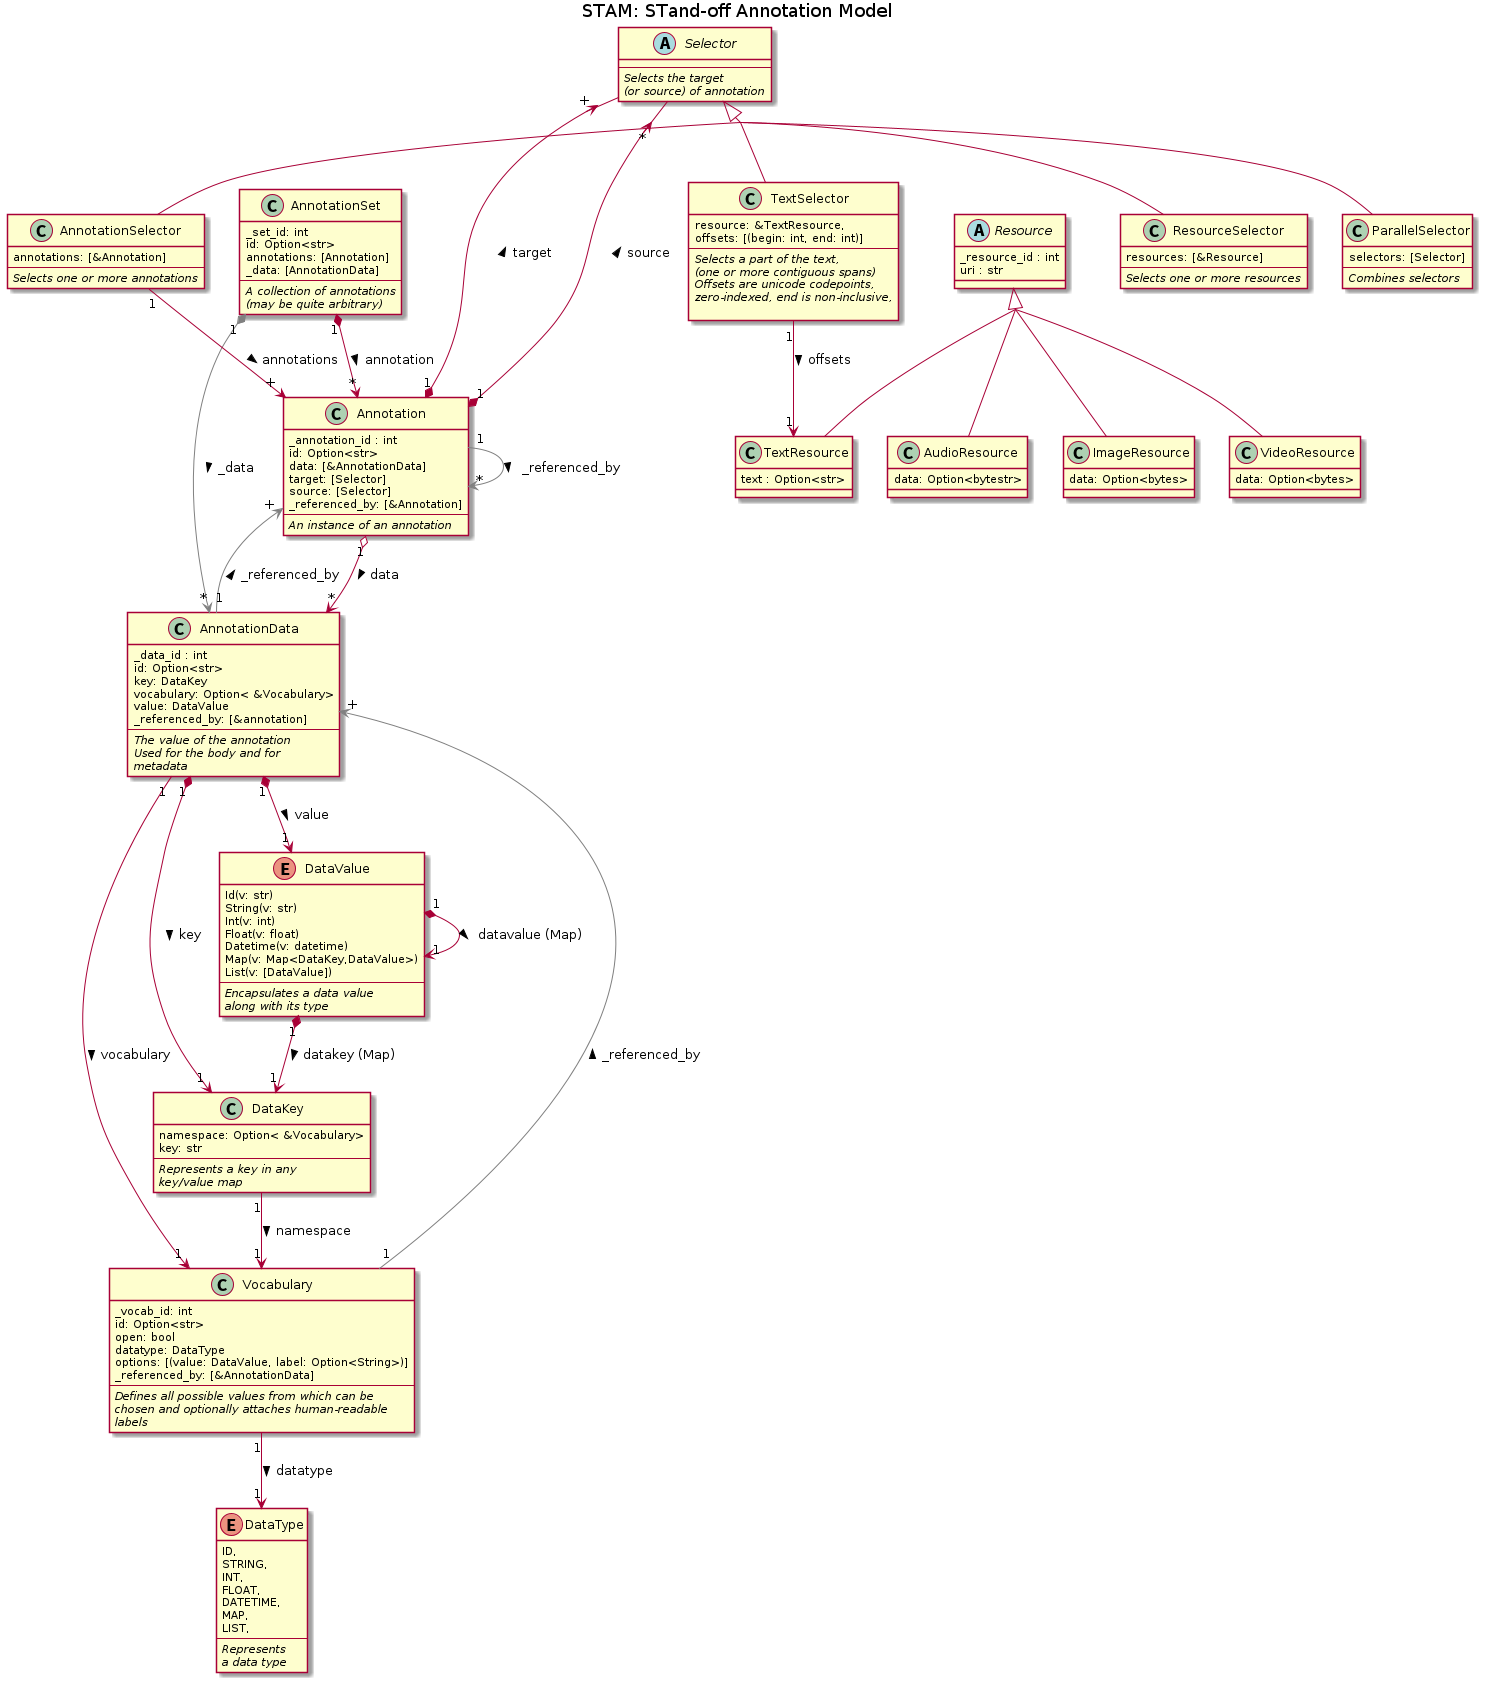 STAM: STand-off Annotation Model
A Selector
Selects the target
(or source) of annotation
+
*
target
source
C AnnotationSelector
annotations: [&Annotation]
Selects one or more annotations
1
C AnnotationSet
_set_id: int
id: Option<str>
annotations: [Annotation]
_data: [AnnotationData]
A collection of annotations
(may be quite arbitrary)
1
1
C TextSelector
resource: &TextResource,
offsets: [(begin: int, end: int)]
Selects a part of the text,
(one or more contiguous spans)
Offsets are unicode codepoints,
zero-indexed, end is non-inclusive,
1
offsets
1
A Resource
_resource_id : int
uri : str
C ResourceSelector
resources: [&Resource]
Selects one or more resources
C ParallelSelector
selectors: [Selector]
Combines selectors
annotations
annotation
+
*
1
1
C Annotation
_annotation_id : int
id: Option<str>
data: [&AnnotationData]
target: [Selector]
source: [Selector]
_referenced_by: [&Annotation]
An instance of an annotation
1
_referenced_by
*
C TextResource
text : Option<str>
C AudioResource
data: Option<bytestr>
C ImageResource
data: Option<bytes>
C VideoResource
data: Option<bytes>
_data
+
1
_referenced_by
data
*
1
*
C AnnotationData
_data_id : int
id: Option<str>
key: DataKey
vocabulary: Option< &Vocabulary>
value: DataValue
_referenced_by: [&annotation]
The value of the annotation
Used for the body and for
metadata
+
1
1
1
value
1
E DataValue
Id(v: str)
String(v: str)
Int(v: int)
Float(v: float)
Datetime(v: datetime)
Map(v: Map<DataKey,DataValue>)
List(v: [DataValue])
Encapsulates a data value
along with its type
1
datavalue (Map)
1
key
1
vocabulary
datakey (Map)
_referenced_by
1
1
C DataKey
namespace: Option< &Vocabulary>
key: str
Represents a key in any
key/value map
1
namespace
1
1
1
C Vocabulary
_vocab_id: int
id: Option<str>
open: bool
datatype: DataType
options: [(value: DataValue, label: Option<String>)]
_referenced_by: [&AnnotationData]
Defines all possible values from which can be
chosen and optionally attaches human-readable
labels
1
datatype
1
E DataType
ID,
STRING,
INT,
FLOAT,
DATETIME,
MAP,
LIST,
Represents
a data type